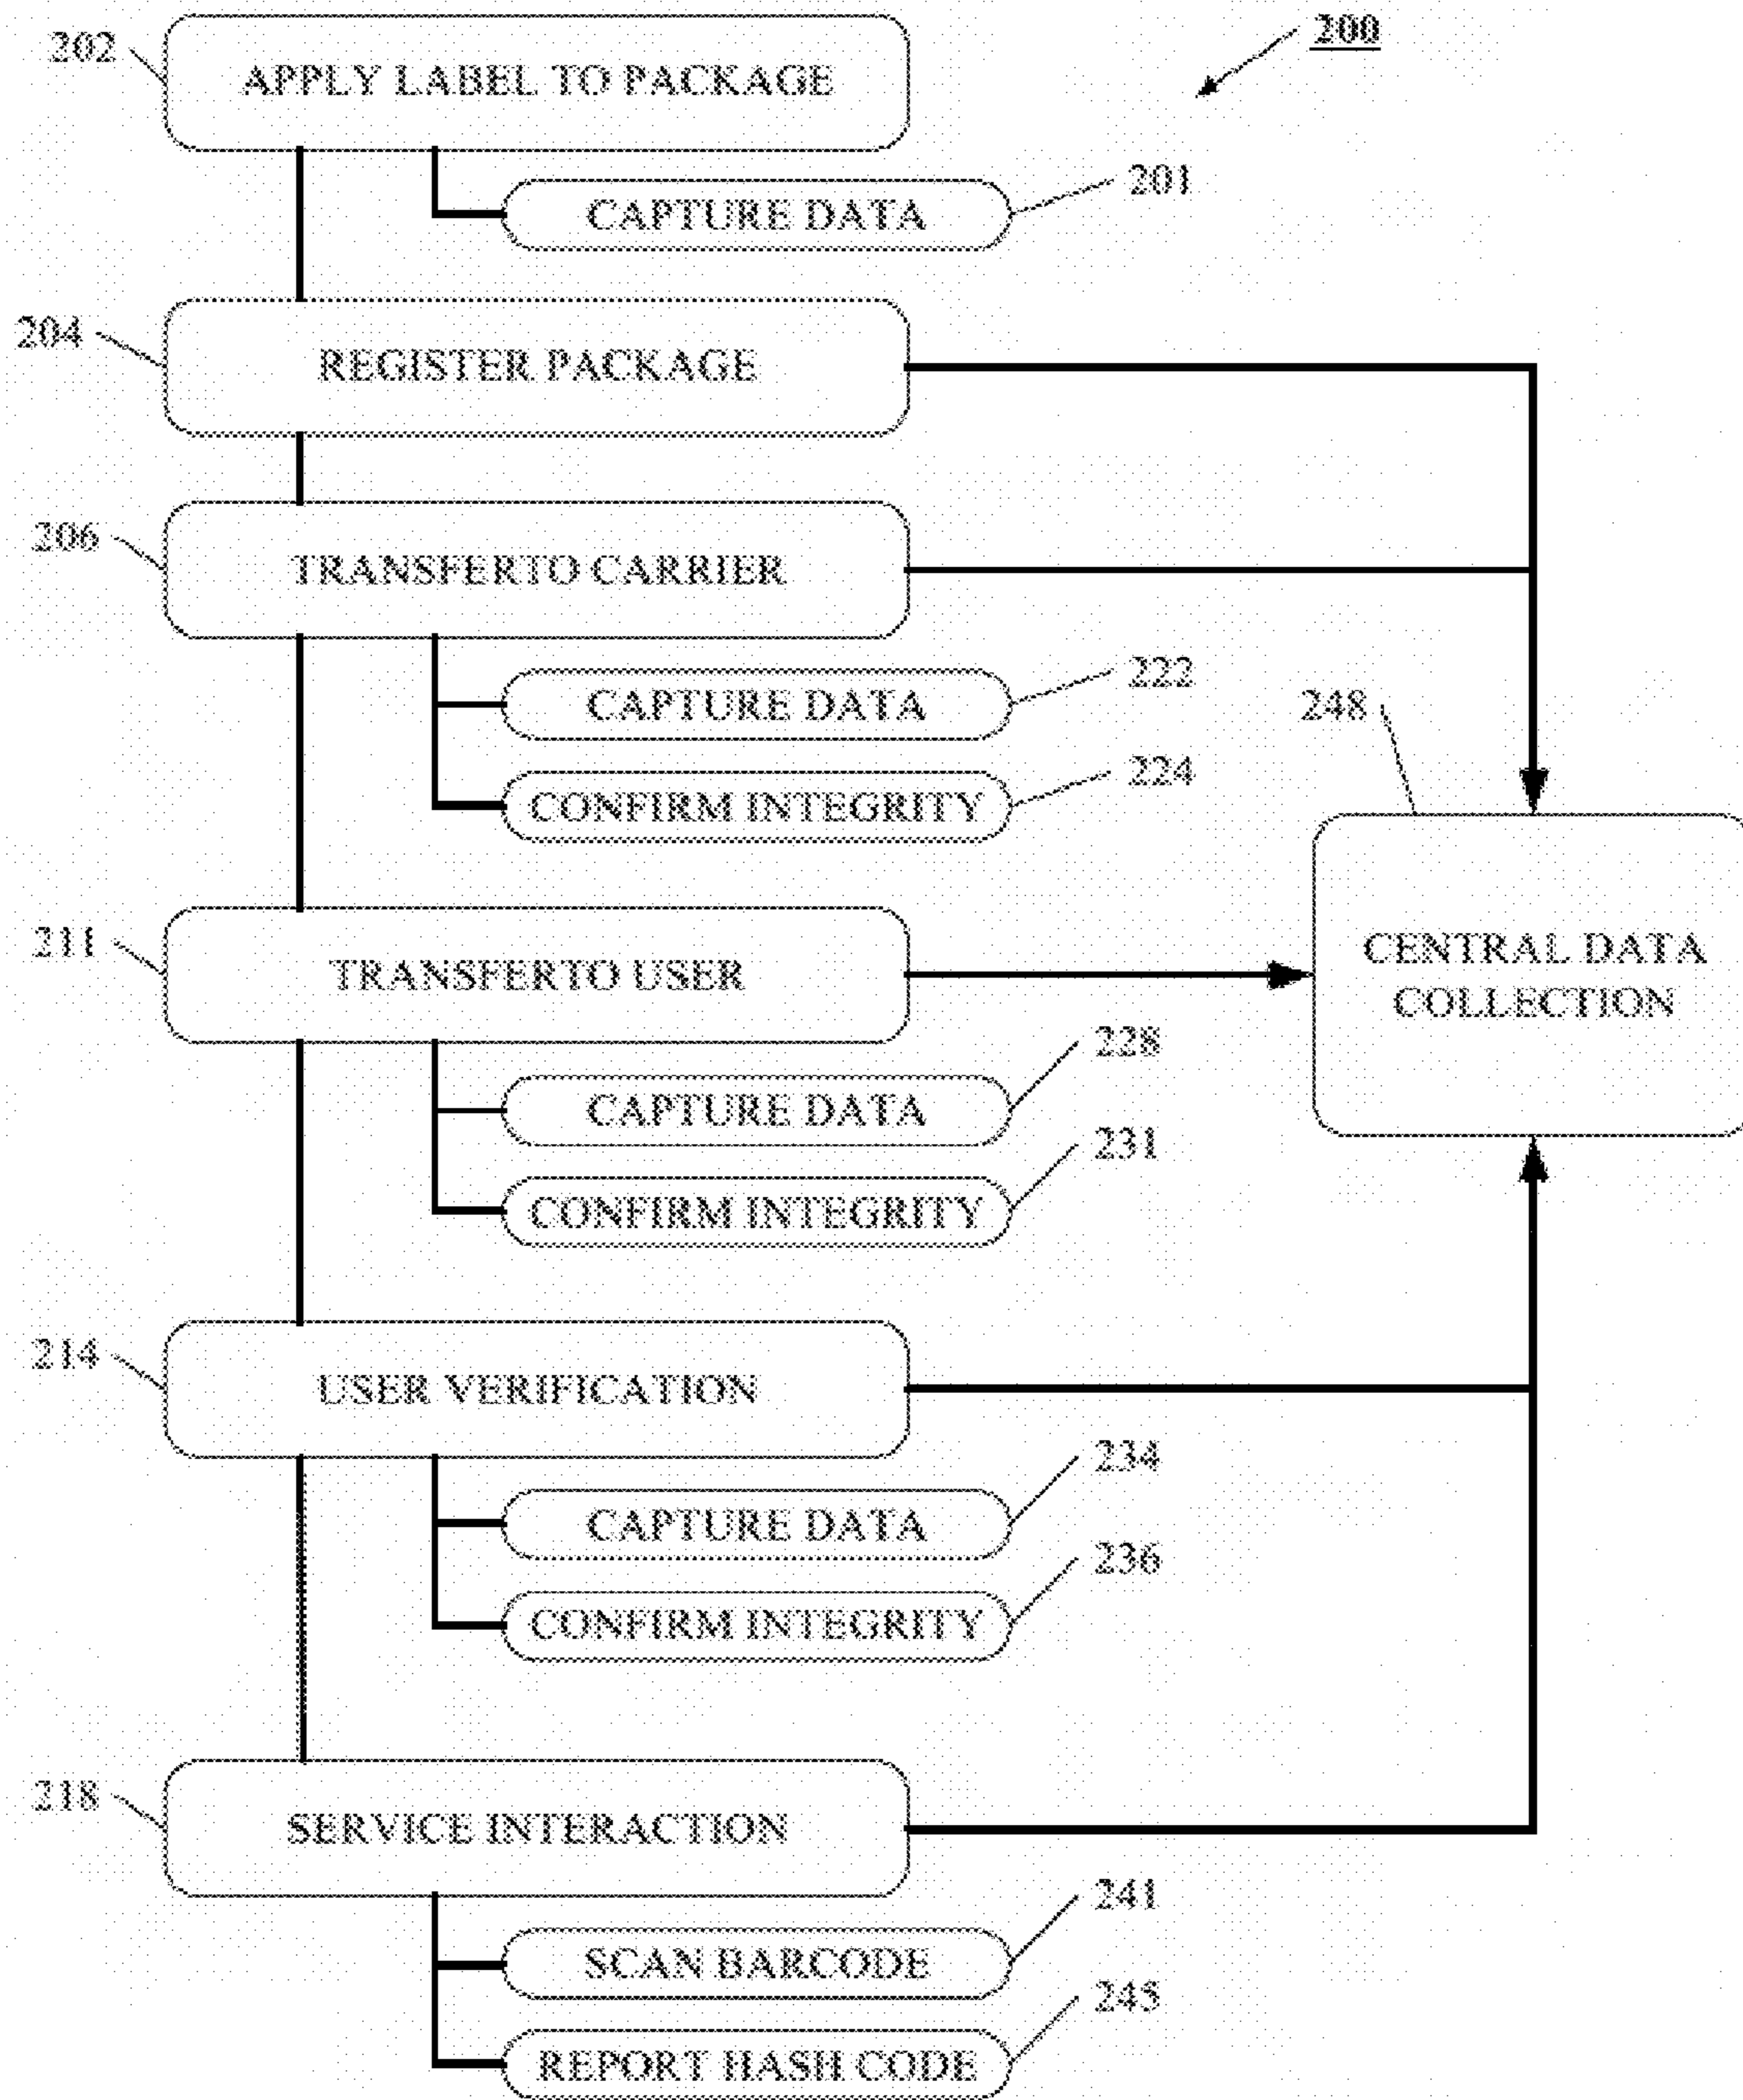 200
202
APPLY LABEL TO PACKAGE
201
CAPTURE DATA
204
REGISTER PACKAGE
206
TRANSFERTO CARRIER
222
CAPTURE DATA
248
224
CONFIRM INTEGRITY
211
TRANSFERTO USER
CENTRAL DATA
COLLECTION
228
CAPTURE DATA
231
CONFIRM INTEGRITY
214
USER VERIFICATION
234
CAPTURE DATA
236
CONFIRM INTEGRITY
218
SERVICE INTERACTION
241
SCAN BARCODE
245
REPORT HASH CODE